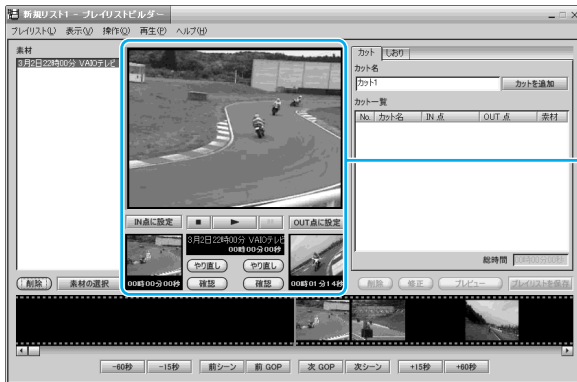 新規リスト1 - プレイリストビルダー
プレイリスト(L) 表示(V) 操作(O) 再生(P) ヘルプ(H)
素材
3月2日22時00分 VAIOテレビ
カット しおり
カット名
カット1 カットを追加
カット一覧
No. カット名 IN 点 OUT 点 素材
IN点に設定 OUT点に設定
3月2日22時00分 VAIOテレビ
00時00分00秒
やり直し やり直し
確認 確認
00時00分00秒 00時01分14秒
総時間 00時00分00秒
削除 素材の選択
削除 修正 プレビュー プレイリストを保存
-60秒 -15秒 前シーン 前 GOP 次 GOP 次シーン +15秒 +60秒